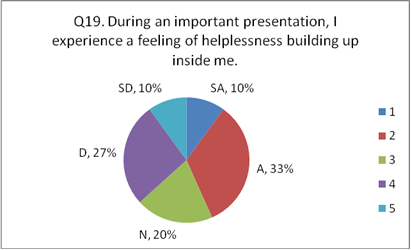 Q19. During an important presentation, I
experience a feeling of helplessness building up
inside me.
SD, 10%
SA, 10%
1
2
D, 27%
3
A, 33%
4
5
N, 20%